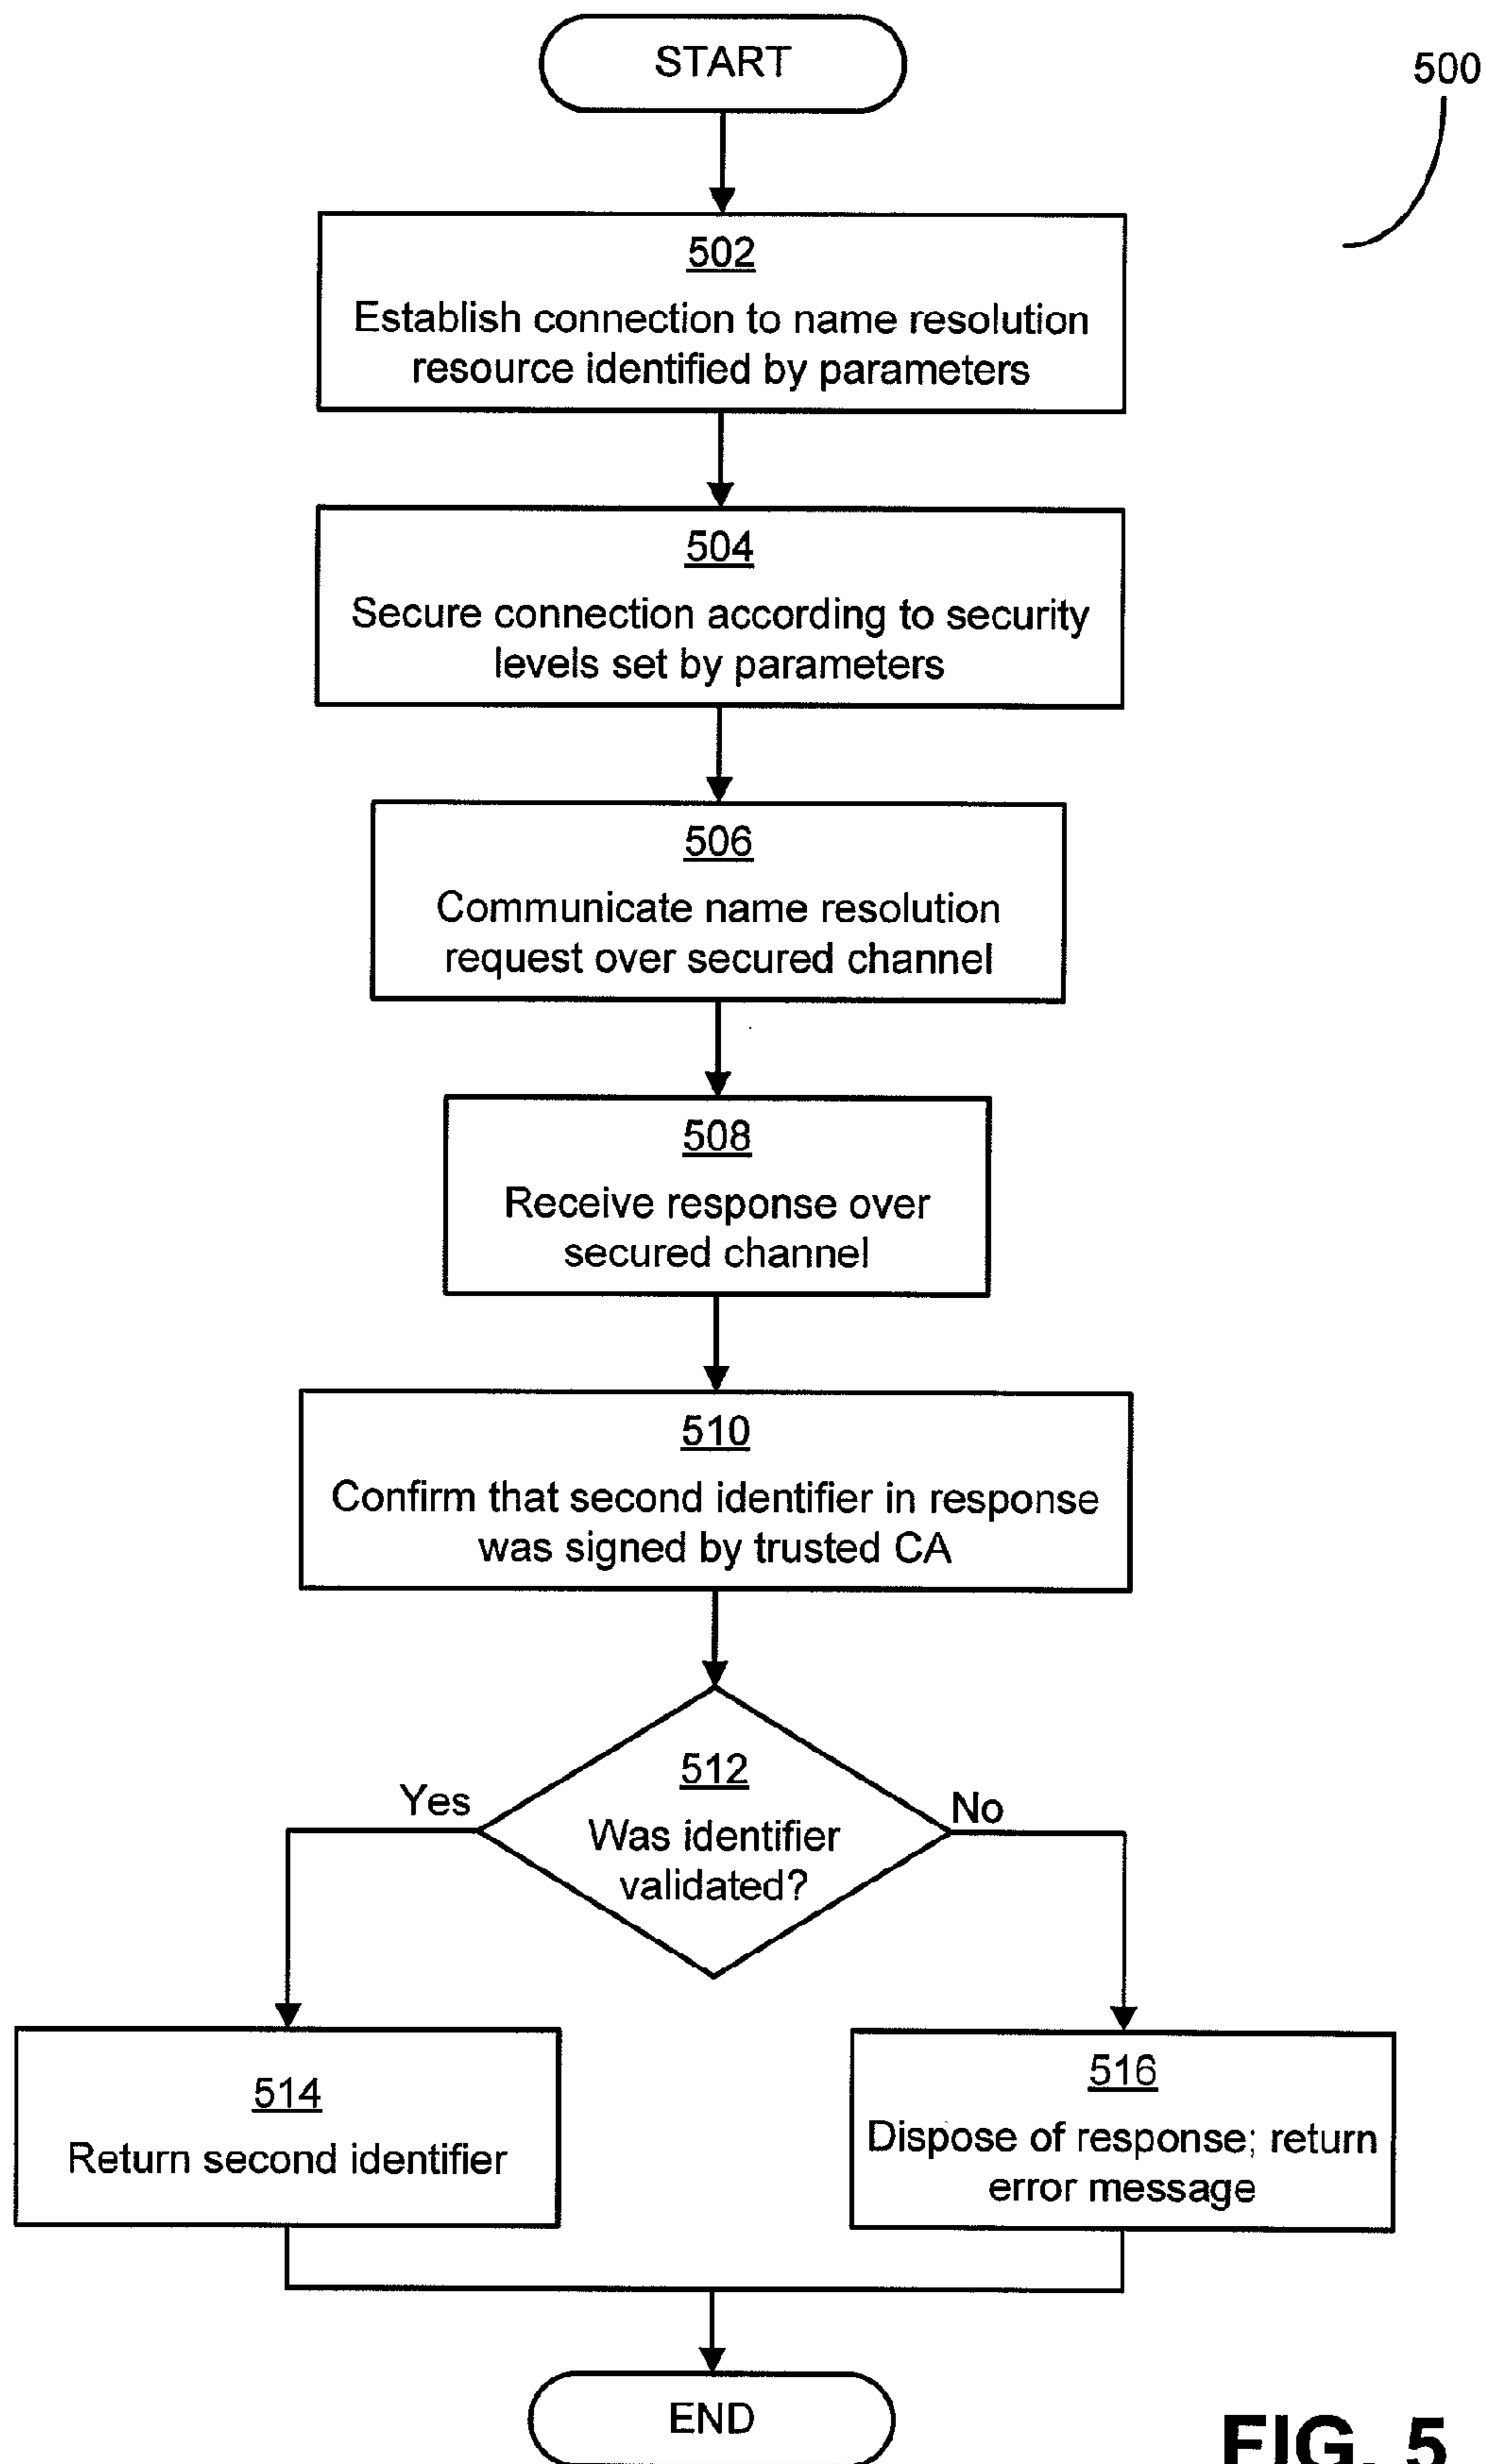 START
500
502
Establish connection to name resolution
resource identified by parameters
504
Secure connection according to security
levels set by parameters
506
Communicate name resolution
request over secured channel
508
Receive response over
secured channel
510
Confirm that second identifier in response
was signed by trusted CA
512
Was identifier
validated?
Yes
No
514
Return second identifier
516
Dispose of response; return
error message
END
FIG. 5